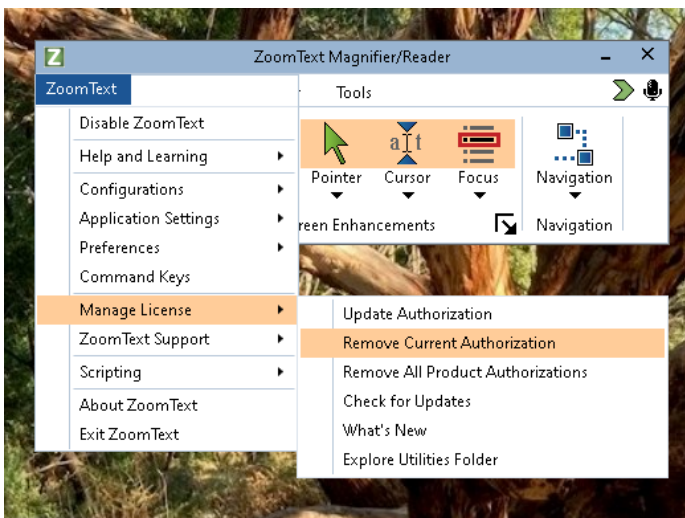 Z
ZoomText Magnifier/Reader
ZoomText
Tools
Disable ZoomText
Help and Learning
Configurations
Application Settings
Preferences
Command Keys
Manage License
ZoomText Support
Scripting
About ZoomText
Exit ZoomText
a t
Pointer
Cursor
Focus
Navigation
reen Enhancements
Navigation
Update Authorization
Remove Current Authorization
Remove All Product Authorizations
Check for Updates
What's New
Explore Utilities Folder